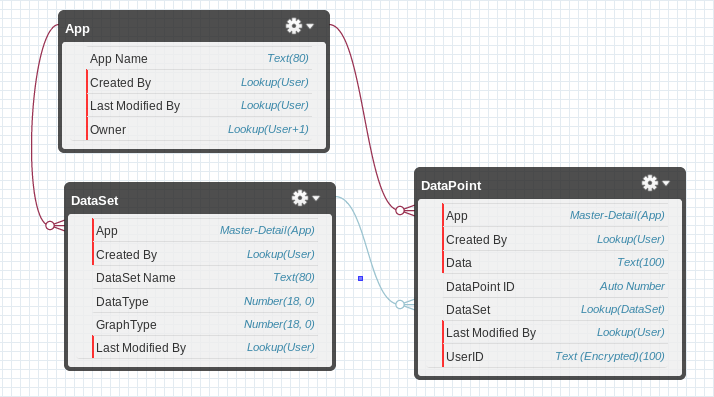 App
App Name Text(80)
Created By Lookup(User)
Last Modified By Lookup(User)
Owner Lookup(User+1)
DataSet
App Master-Detail(App)
Created By Lookup(User)
DataSet Name Text(80)
DataType Number(18, 0)
GraphType Number(18, 0)
Last Modified By Lookup(User)
DataPoint
App Master-Detail(App)
Created By Lookup(User)
Data Text(100)
DataPoint ID Auto Number
DataSet Lookup(DataSet)
Last Modified By Lookup(User)
UserID Text (Encrypted)(100)